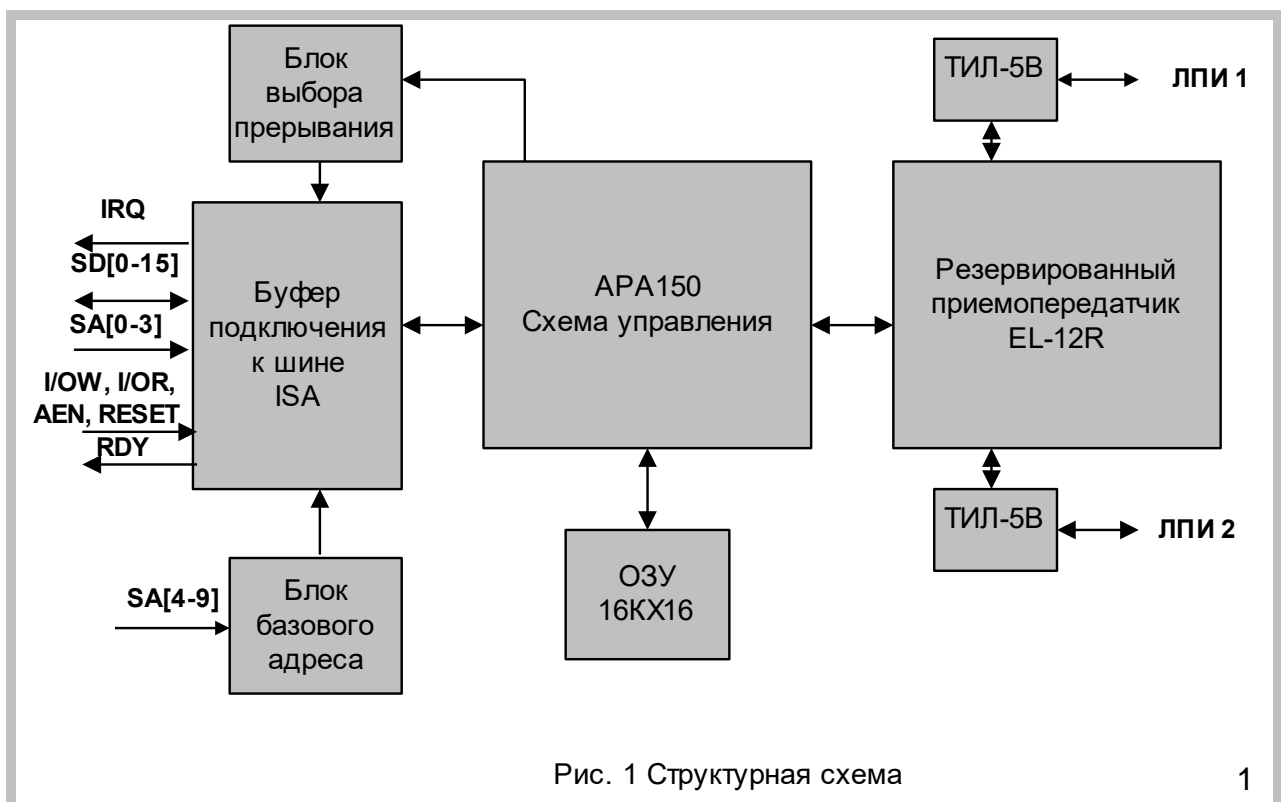 Блок
выбора
прерывания
ТИЛ-5В
ЛПИ 1
IRQ
SD[0-15]
SA[0-3]
I/OW, I/OR,
AEN, RESET
RDY
Буфер
подключения
к шине
ISA
APA150
Схема управления
Резервированный
приемопередатчик
EL-12R
ТИЛ-5В
ЛПИ 2
ОЗУ
16КХ16
SA[4-9]
Блок
базового
адреса
Рис. 1 Структурная схема
1